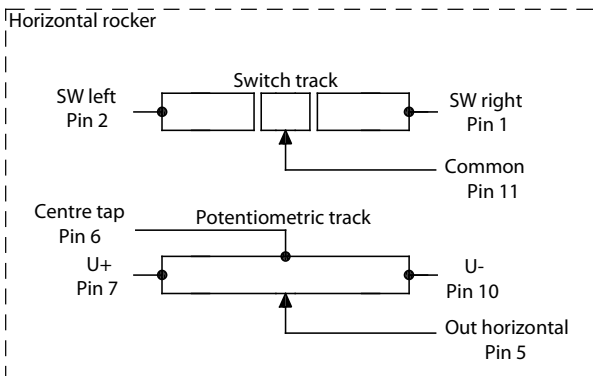 Horizontal rocker
Switch track
SW left
Pin 2
SW right
Pin 1
Common
Pin 11
Centre tap
Pin 6
Potentiometric track
U+
Pin 7
U-
Pin 10
Out horizontal
Pin 5